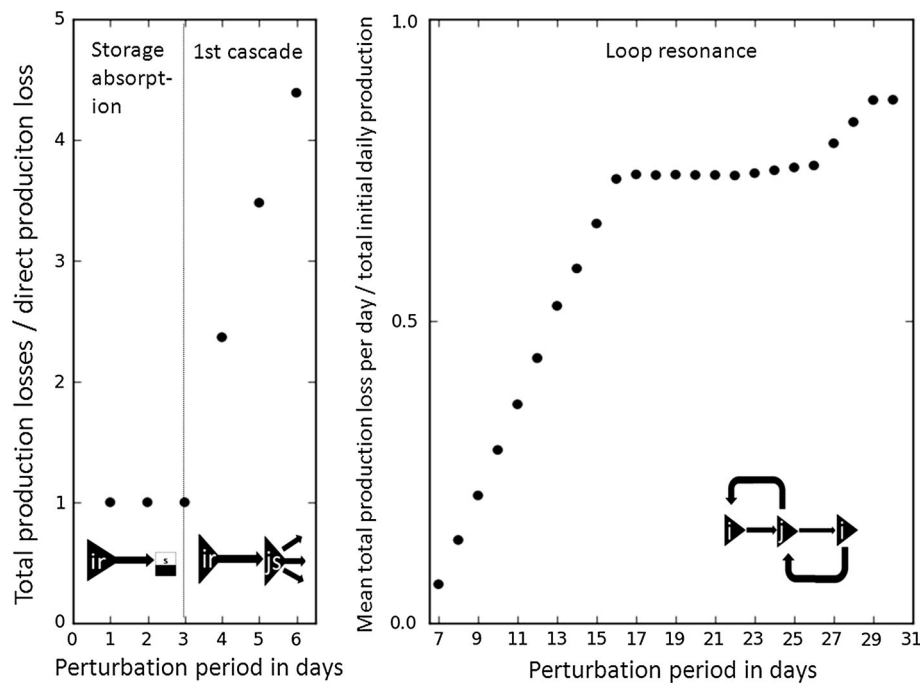 Total production losses / direct produciton loss
5
4
3
2
1
0
Storage
absorpt-
ion
1st cascade
ir
s
ir
js
0 1 2 3 4 5 6
Perturbation period in days
Mean total production loss per day / total initial daily production
1.0
0.5
0.0
Loop resonance
i
j
i
7 9 11 13 15 17 19 21 23 25 27 29 31
Perturbation period in days